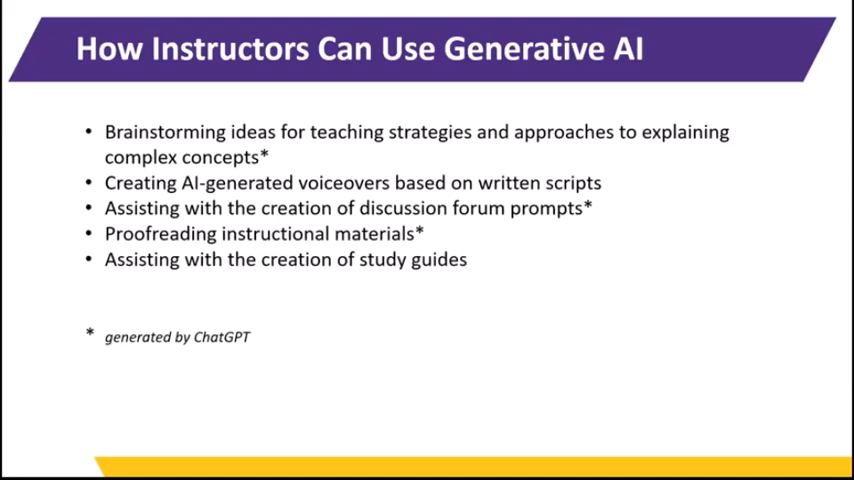 How Instructors Can Use Generative AI
• Brainstorming ideas for teaching strategies and approaches to explaining
complex concepts*
• Creating AI-generated voiceovers based on written scripts
• Assisting with the creation of discussion forum prompts*
• Proofreading instructional materials*
• Assisting with the creation of study guides
* generated by ChatGPT